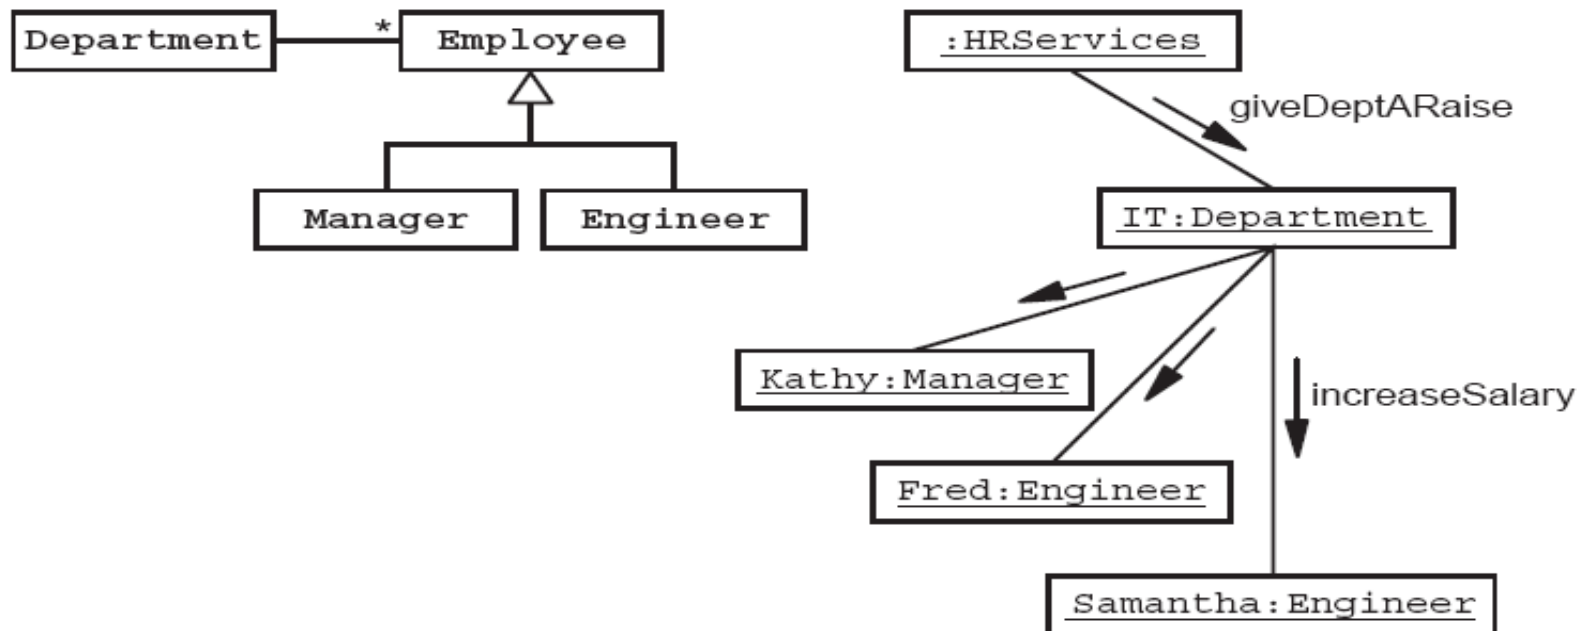 Department
*
Employee
Manager
Engineer
:HRServices
giveDeptARaise
IT:Department
Kathy:Manager
increaseSalary
Fred:Engineer
Samantha:Engineer